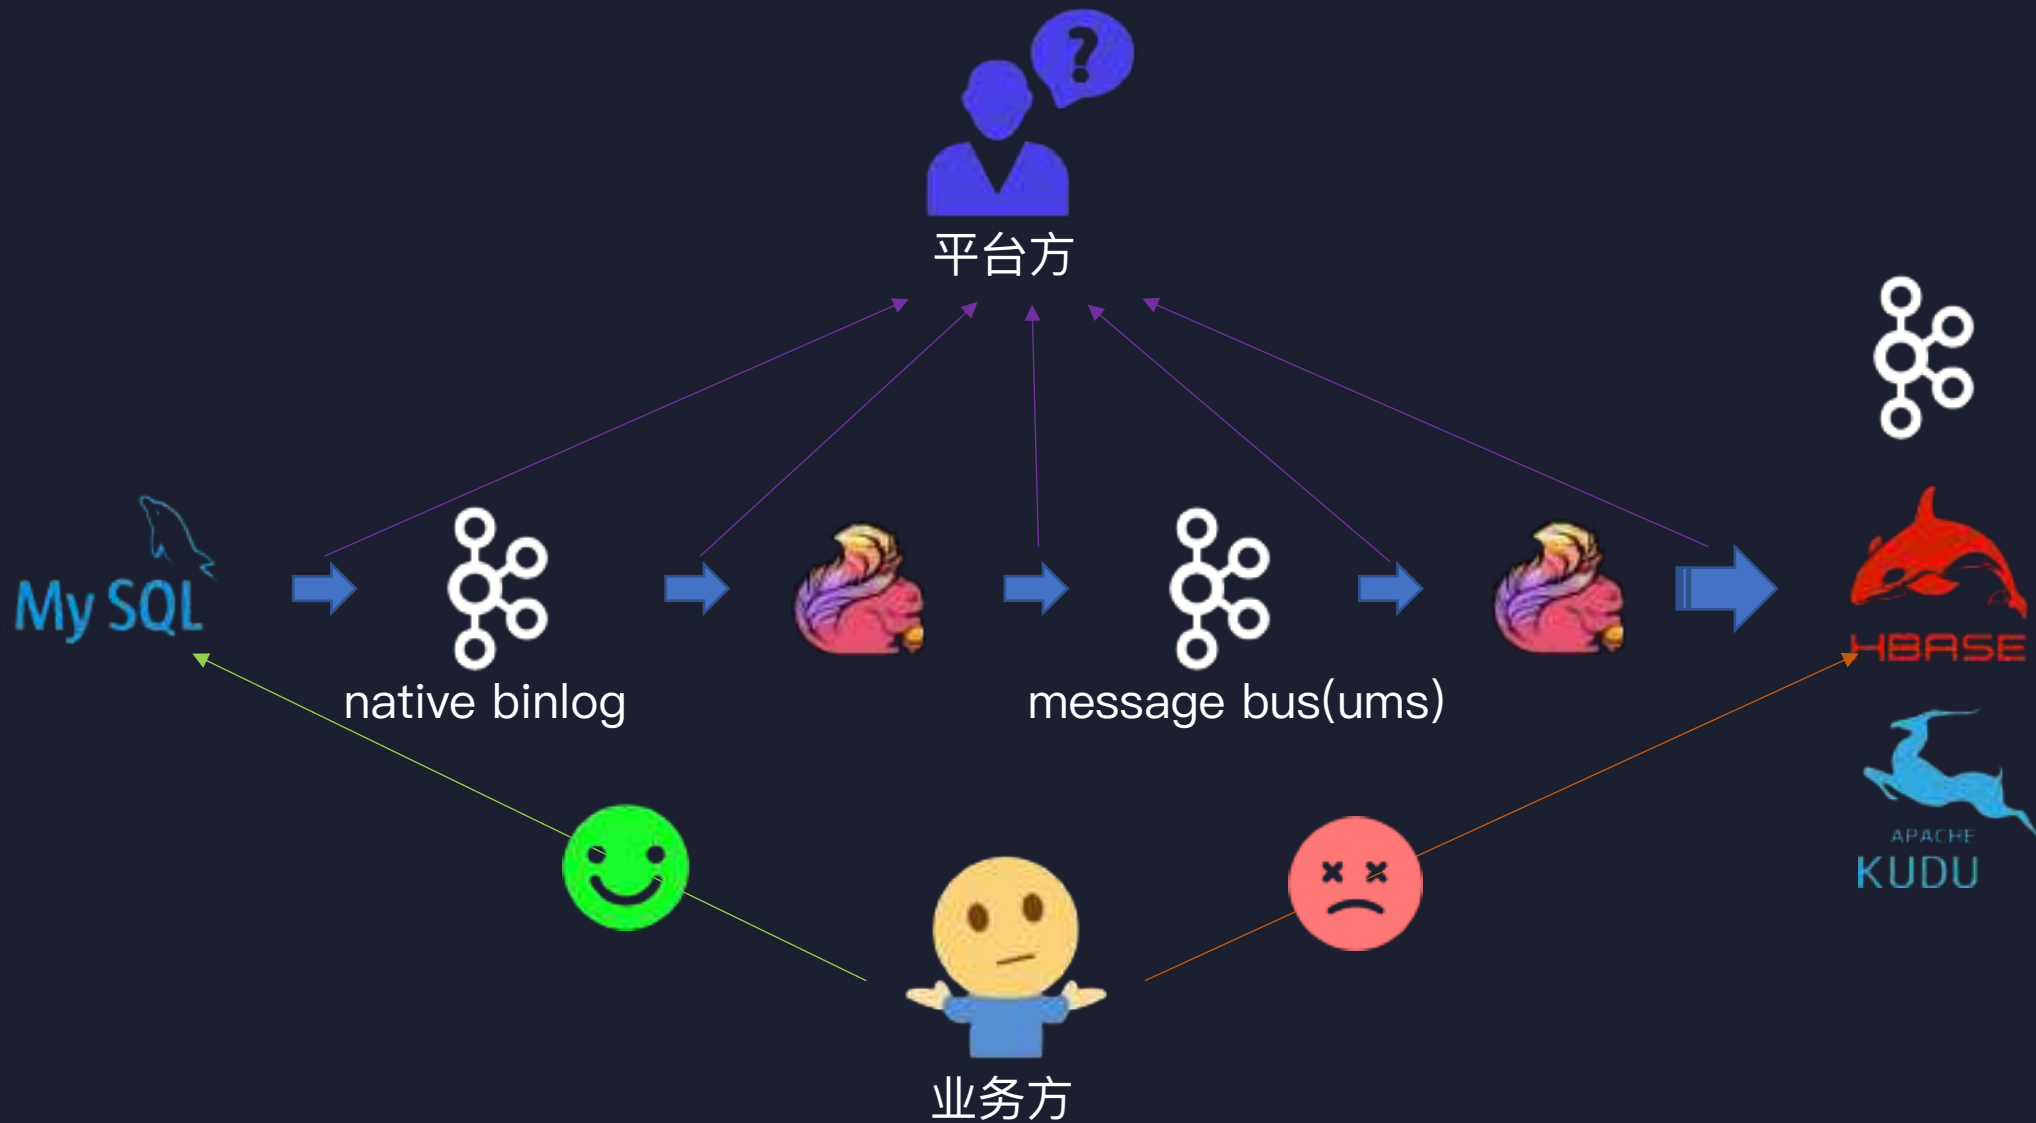 ?
平台方
My SQL
native binlog
message bus(ums)
HBASE
APACHE
KUDU
业务方